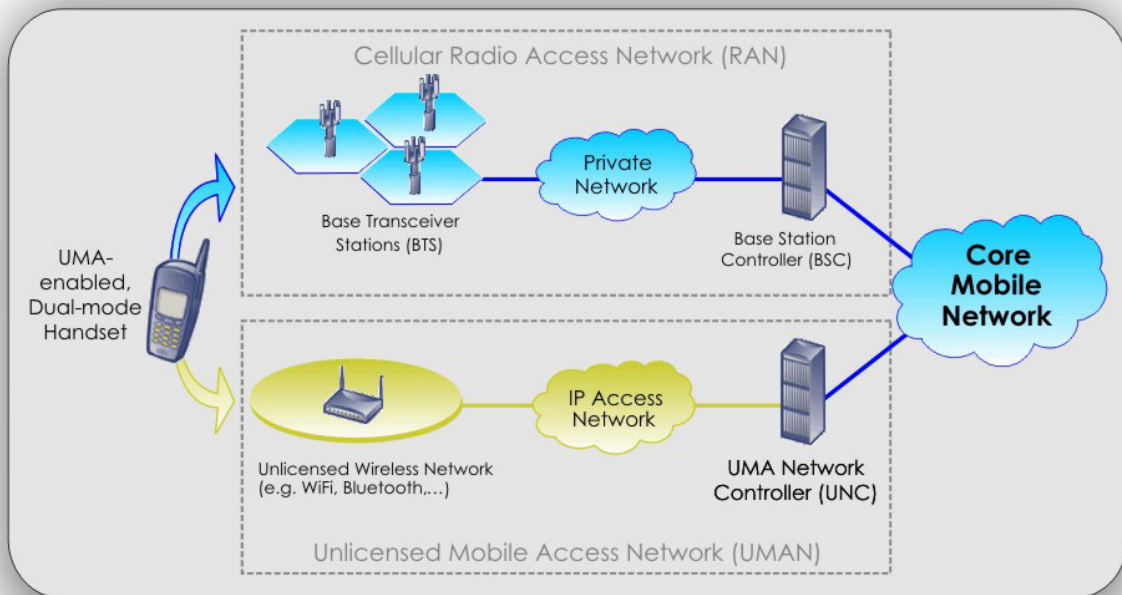 Cellular Radio Access Network (RAN)
Private
Network
Base Transceiver
Stations (BTS)
Base Station
Controller (BSC)
UMA-
enabled,
Dual-mode
Handset
Core
Mobile
Network
IP Access
Network
Unlicensed Wireless Network
(e.g. WiFi, Bluetooth,...)
UMA Network
Controller (UNC)
Unlicensed Mobile Access Network (UMAN)